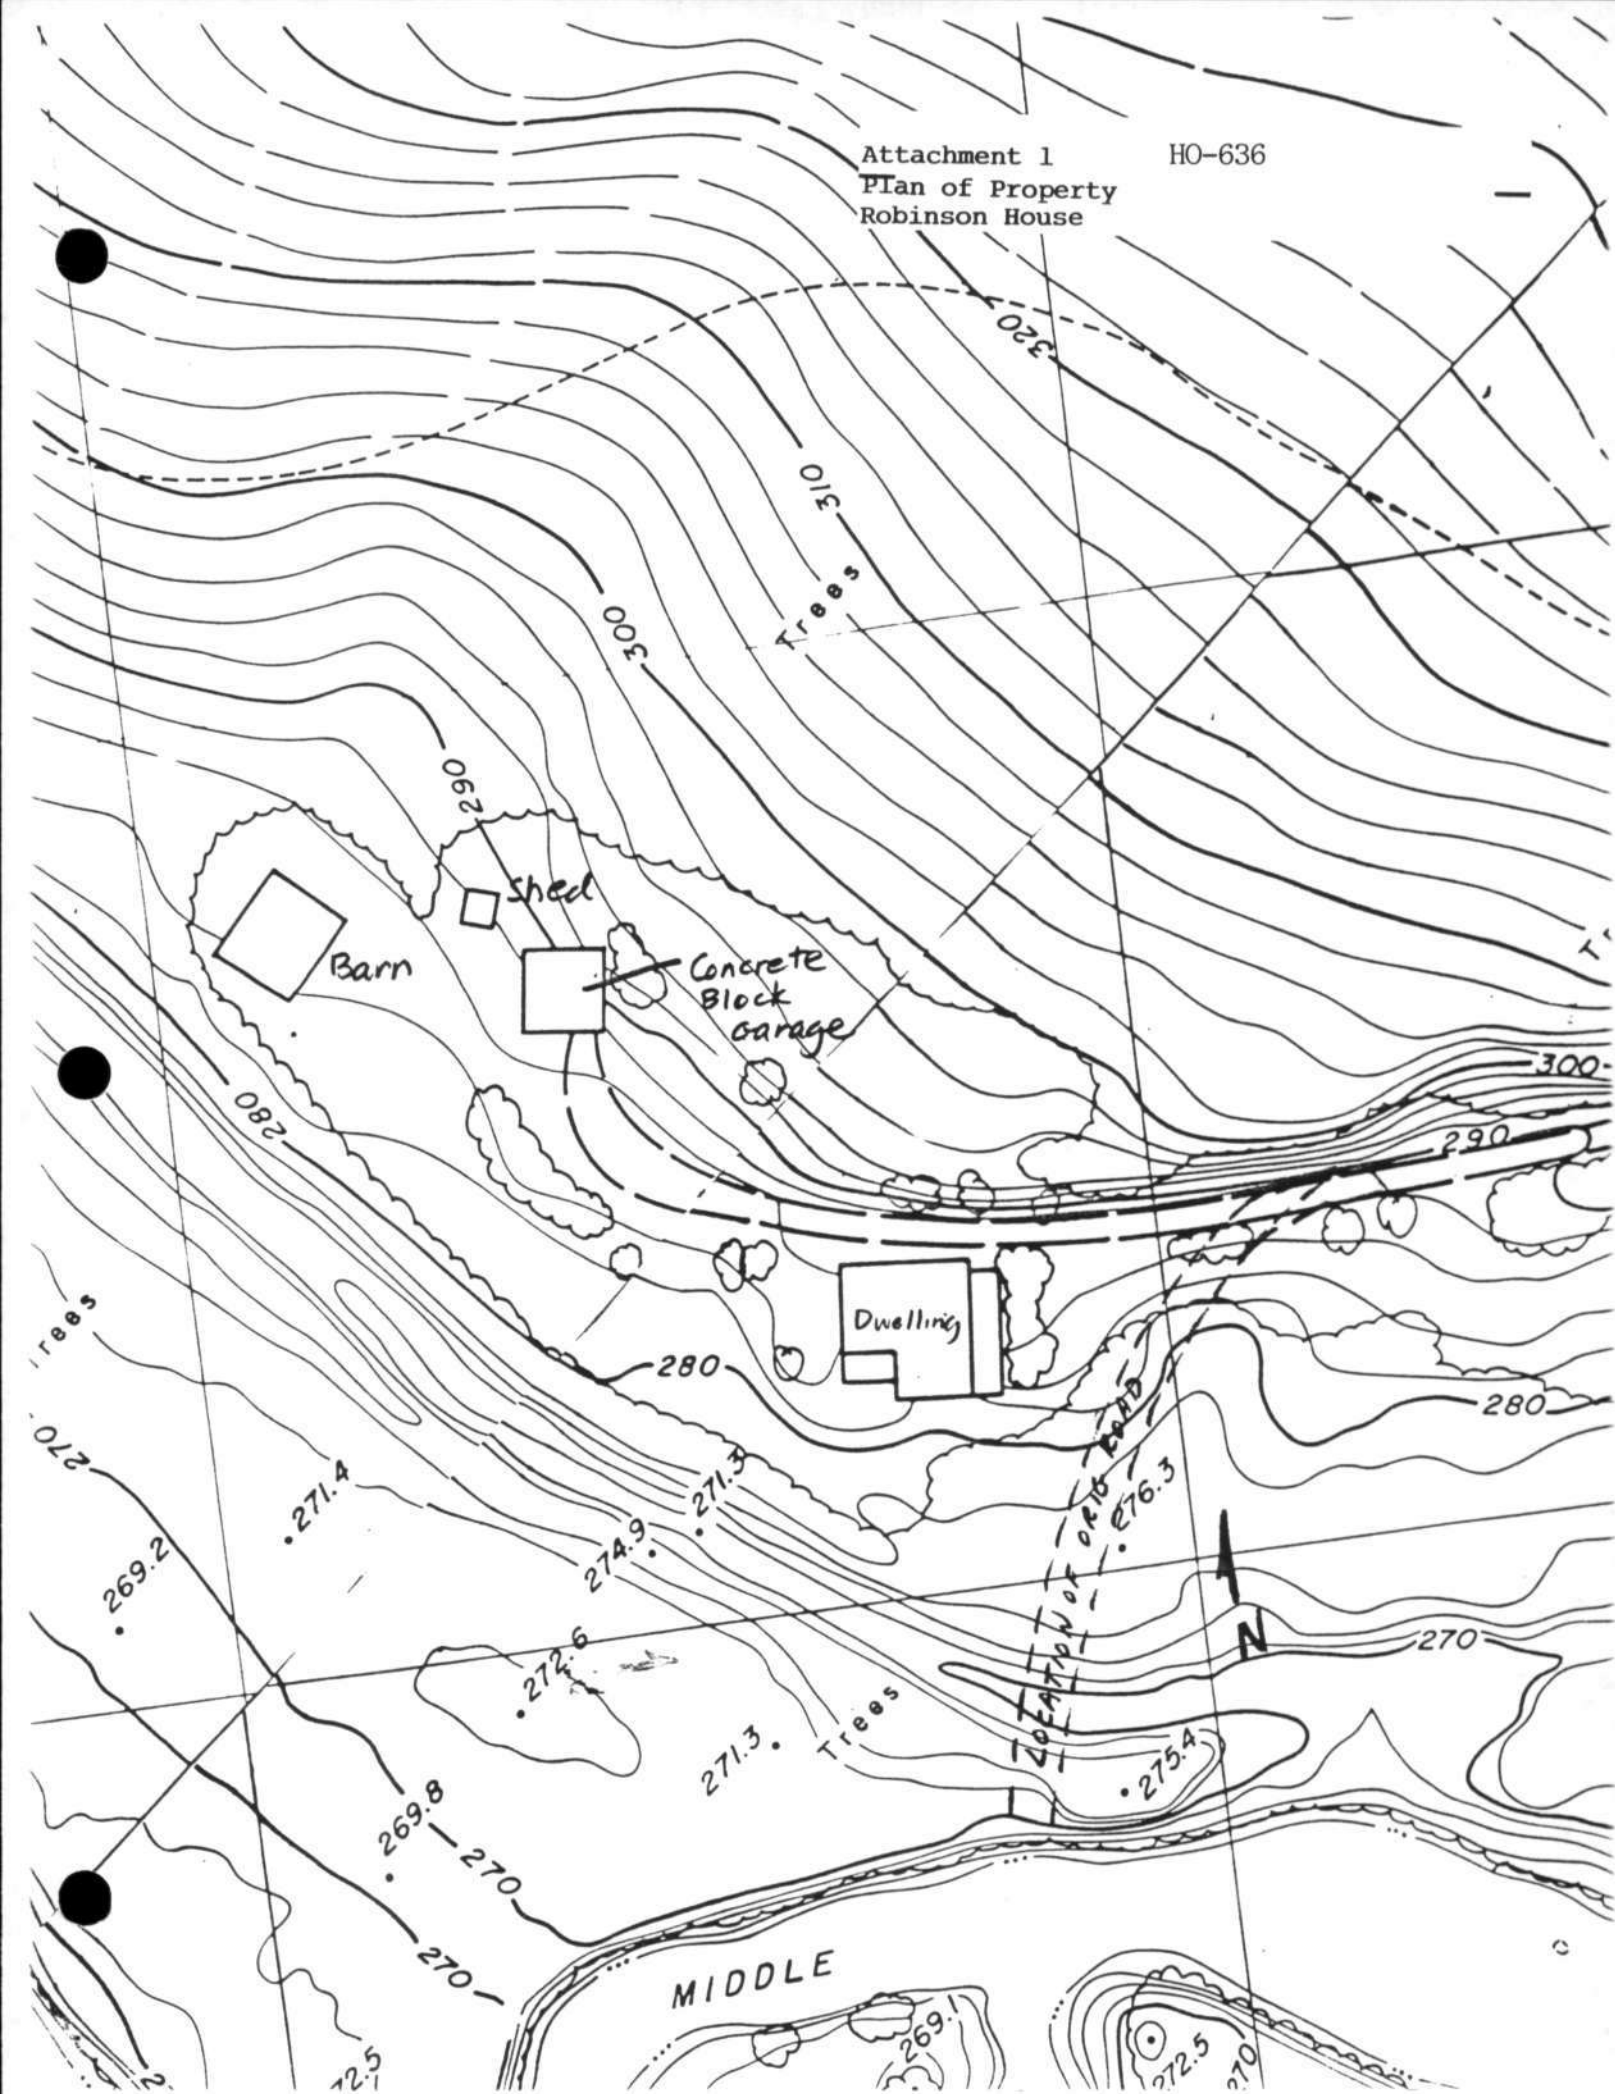 Attachment 1
HO-636
Plan of Property
Robinson House
320
310
Trees
300
290
Shed
Barn
Concrete
Block
Garage
300
280
290
Dwelling
Trees
280
280
270
271.4
271.3
274.9
276.3
LOCATION OF ORIG ROAD
269.2
N
270
272.6
Trees
271.3
275.4
269.8
270
270
MIDDLE
269.
272.5
270
72.5